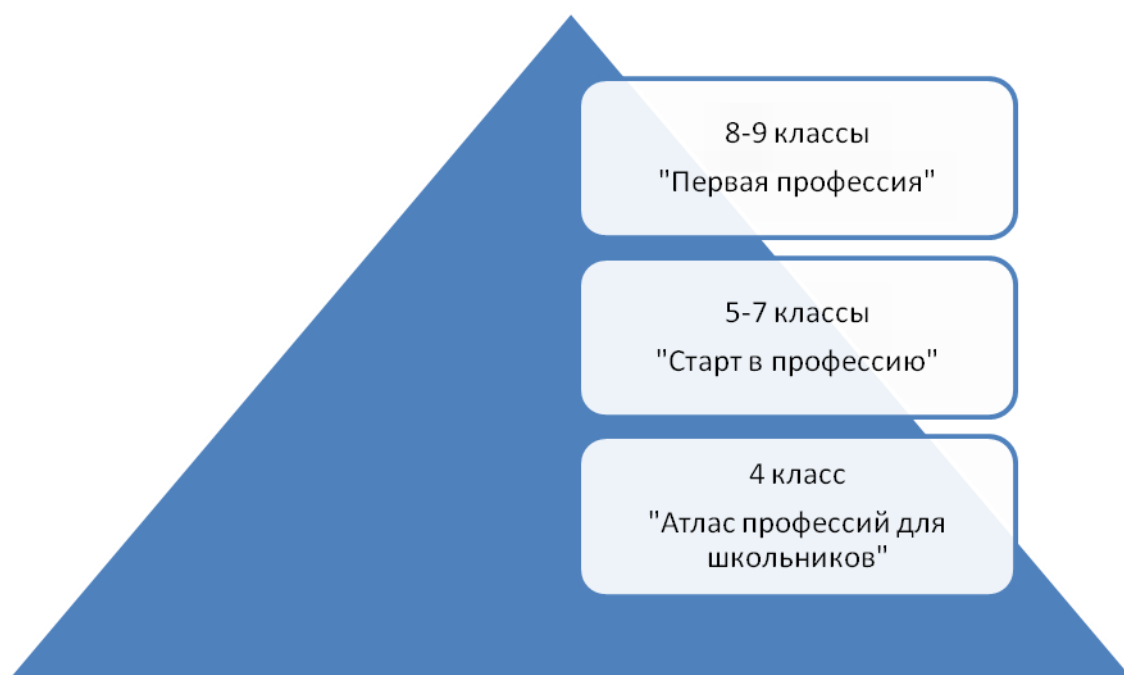 8-9 классы
"Первая профессия"
5-7 классы
"Старт в профессию"
4 класс
"Атлас профессий для
школьников"